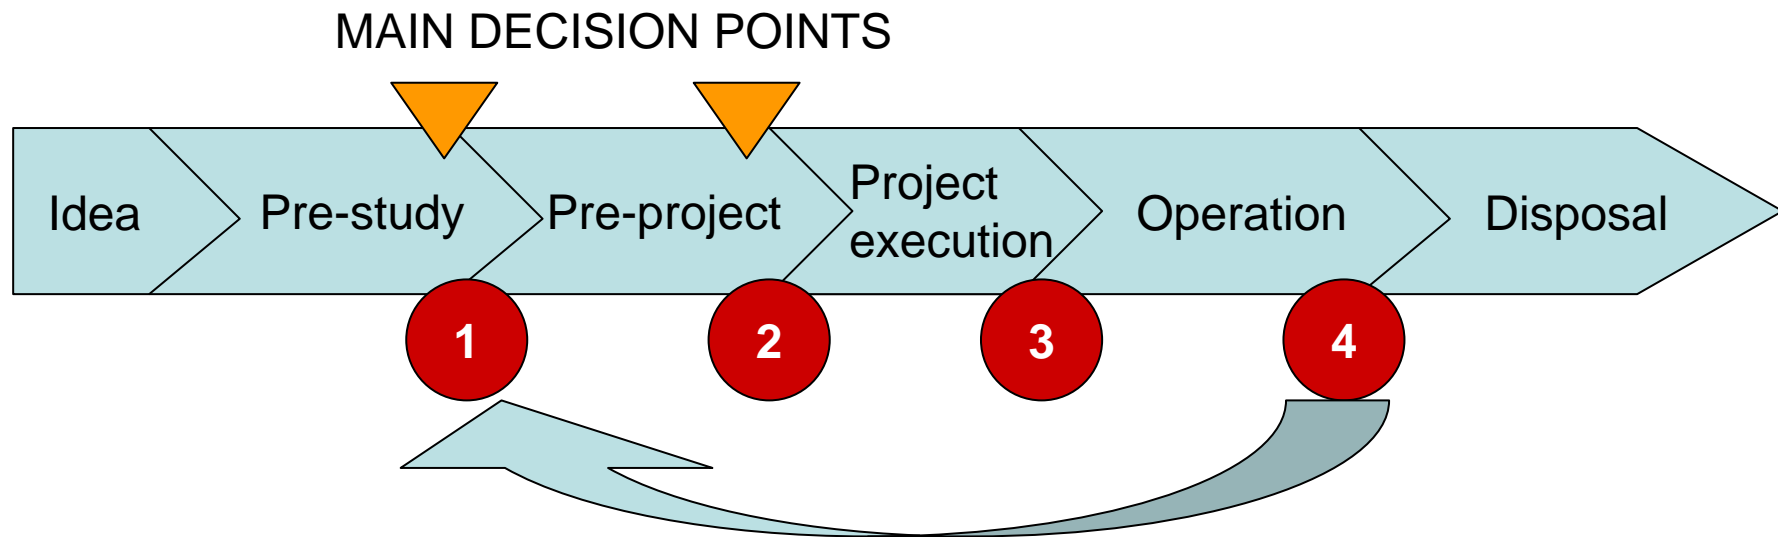 MAIN DECISION POINTS
Idea
Pre-study
Pre-project
Project
execution
Operation
Disposal
1
2
3
4